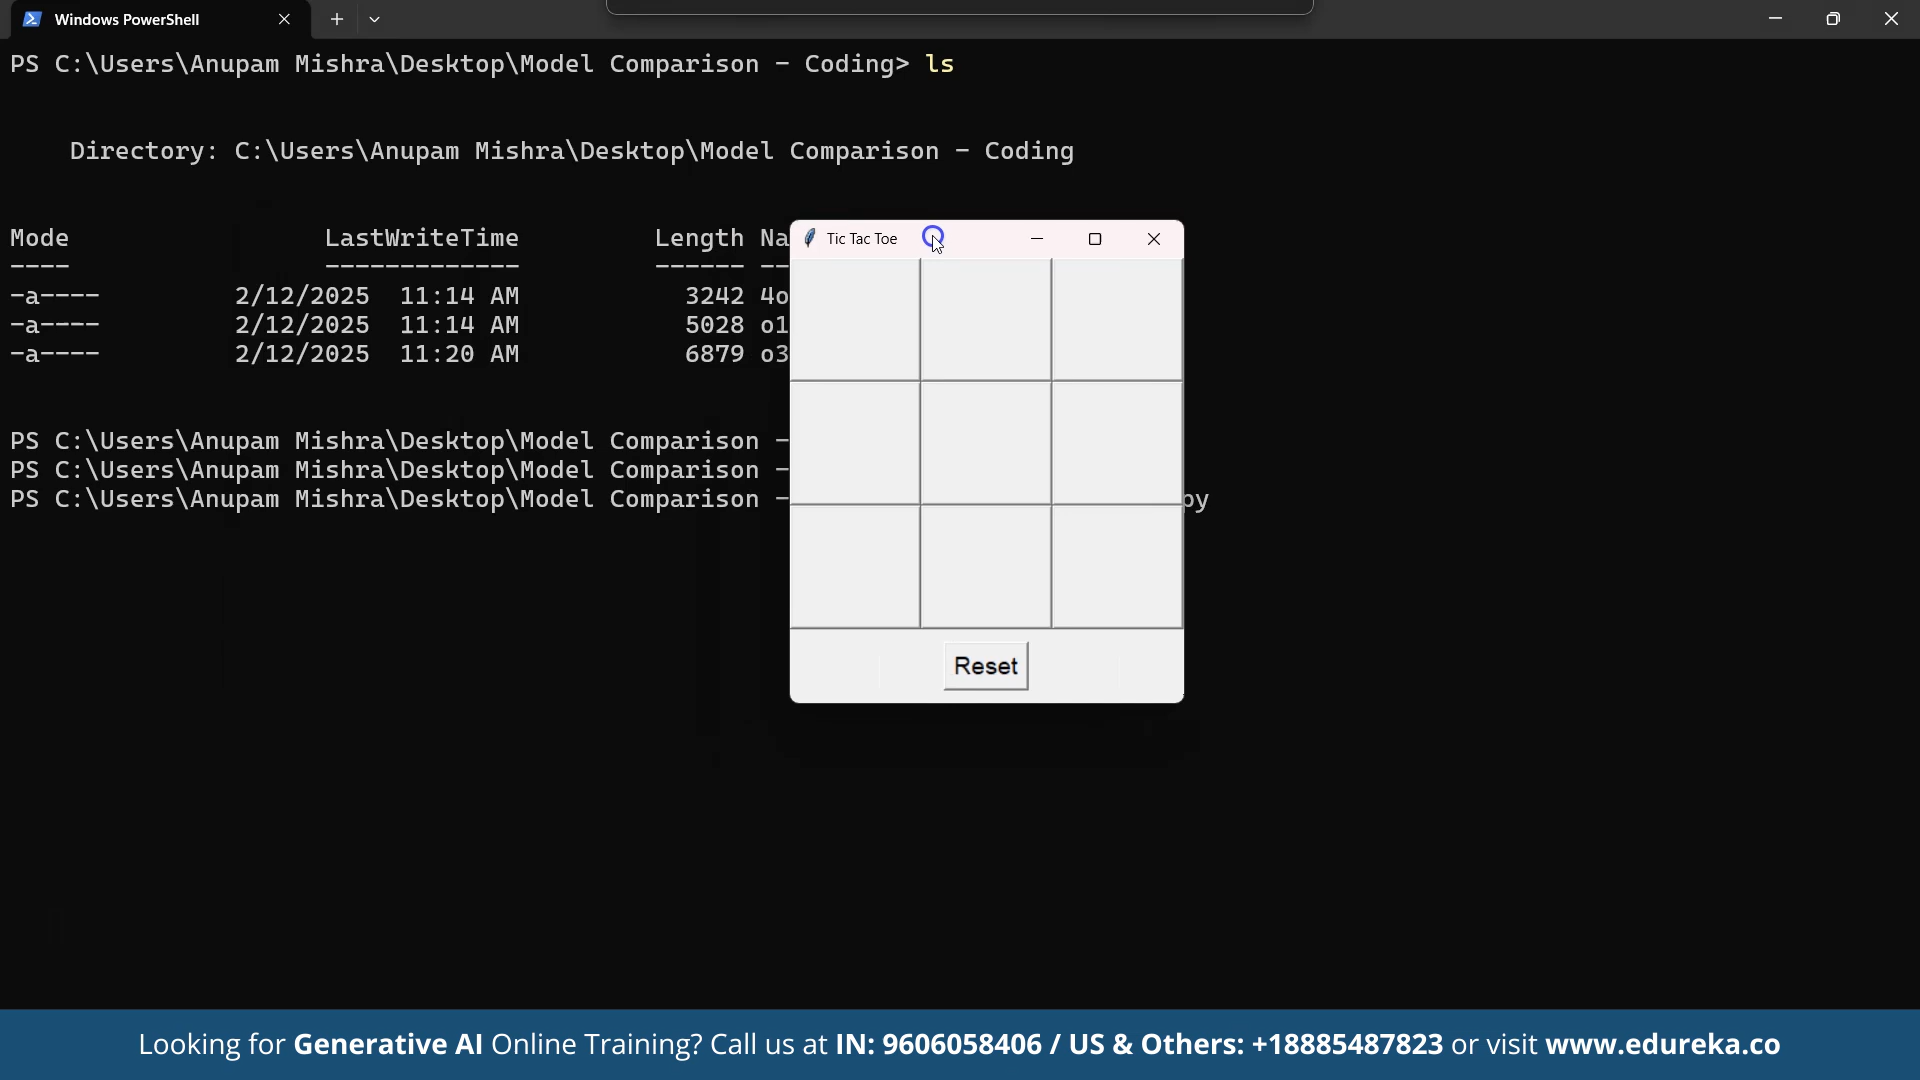 Windows PowerShell
PS C:\Users\Anupam Mishra\Desktop\Model Comparison - Coding> ls
Directory: C:\Users\Anupam Mishra\Desktop\Model Comparison - Coding
Mode LastWriteTime Length Na
---- ------------- ------ --
-a---- 2/12/2025 11:14 AM 3242 4o
-a---- 2/12/2025 11:14 AM 5028 o1
-a---- 2/12/2025 11:20 AM 6879 o3
PS C:\Users\Anupam Mishra\Desktop\Model Comparison -
PS C:\Users\Anupam Mishra\Desktop\Model Comparison -
PS C:\Users\Anupam Mishra\Desktop\Model Comparison - py
Tic Tac Toe
Reset
Looking for Generative AI Online Training? Call us at IN: 9606058406 / US & Others: +18885487823 or visit www.edureka.co